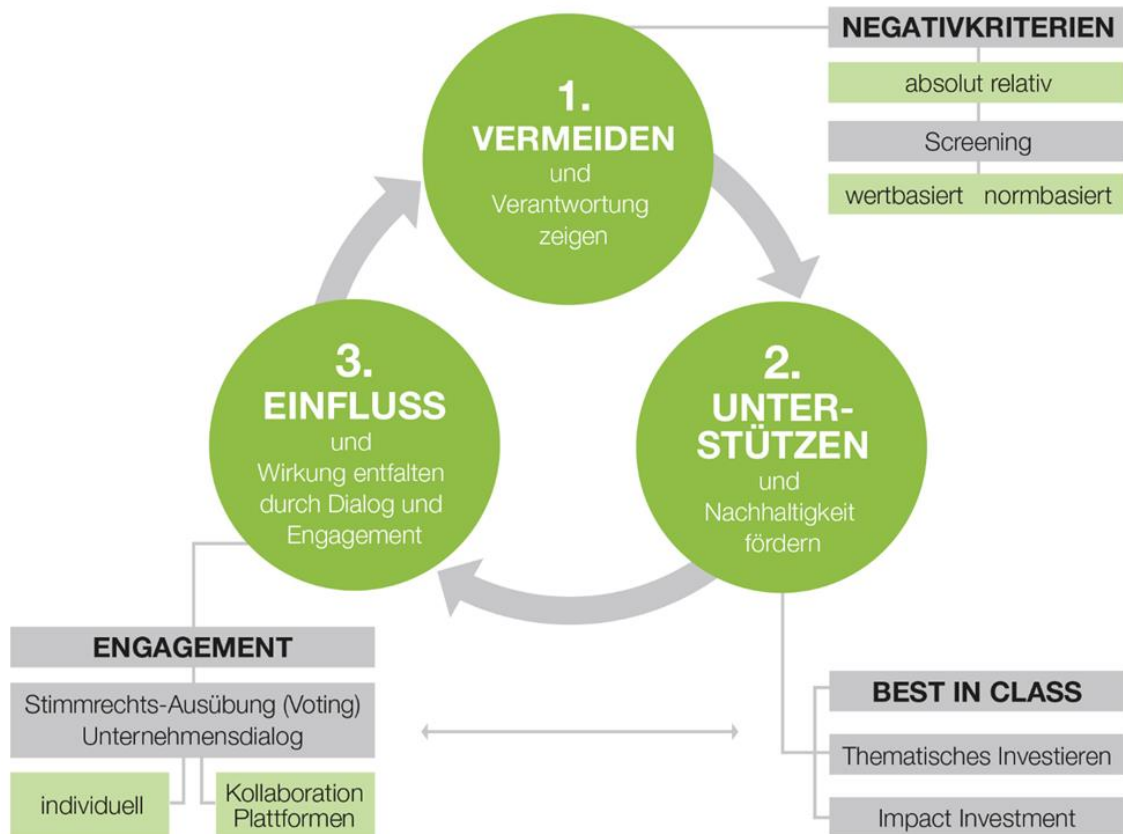 1.
VERMEIDEN
und
Verantwortung
zeigen
NEGATIVKRITERIEN
absolut relativ
Screening
wertbasiert normbasiert
2.
UNTER-
STÜTZEN
und
Nachhaltigkeit
fördern
3.
EINFLUSS
und
Wirkung entfalten
durch Dialog und
Engagement
ENGAGEMENT
Stimmrechts-Ausübung (Voting)
Unternehmensdialog
individuell
Kollaboration
Plattformen
BEST IN CLASS
Thematisches Investieren
Impact Investment